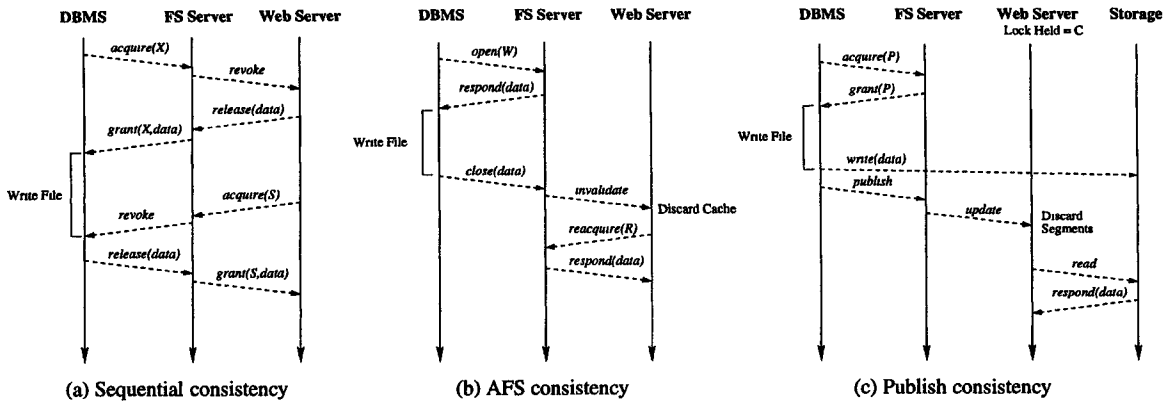 DBMS FS Server Web Server
acquire(X)
revoke
release(data)
grant(X,data)
Write File
acquire(S)
revoke
release(data)
grant(S,data)
(a) Sequential consistency
DBMS FS Server Web Server
open(W)
respond(data)
Write File
close(data)
invalidate
Discard Cache
reacquire(R)
respond(data)
(b) AFS consistency
DBMS FS Server Web Server Storage
Lock Held = C
acquire(P)
grant(P)
Write File
write(data)
publish
update
Discard
Segments
read
respond(data)
(c) Publish consistency